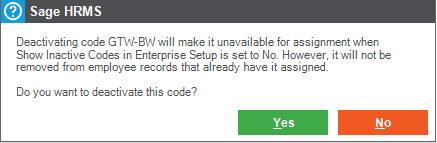 Sage HRMS
Deactivating code GTW-BW will make it unavailable for assignment when
Show Inactive Codes in Enterprise Setup is set to No. However, it will not be
removed from employee records that already have it assigned.
Do you want to deactivate this code?
Yes
No